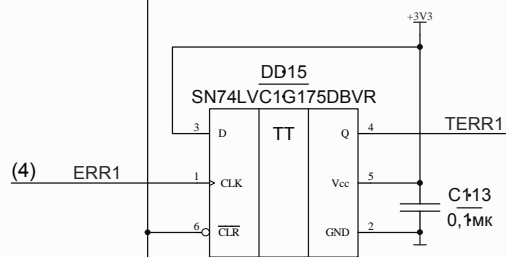 +3V3
DD15
SN74LVC1G175DBVR
3 D TT Q 4 TERR1
(4) ERR1 1 CLK Vcc 5
C113
0,1мк
6 CLR GND 2